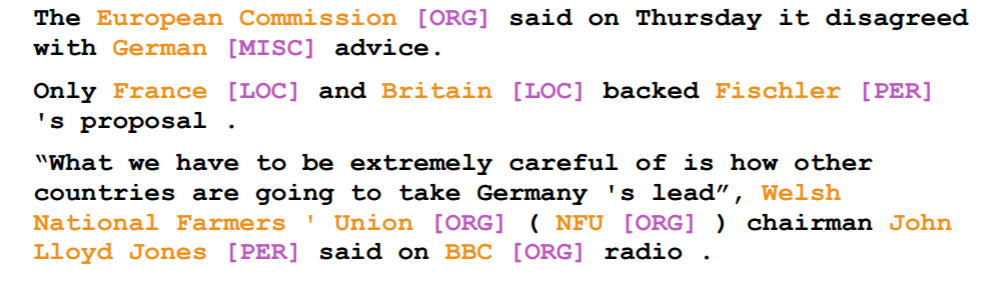 The European Commission [ORG] said on Thursday it disagreed
with German [MISC] advice.
Only France [LOC] and Britain [LOC] backed Fischler [PER]
's proposal .
“What we have to be extremely careful of is how other
countries are going to take Germany 's lead”, Welsh
National Farmers ' Union [ORG] ( NFU [ORG] ) chairman John
Lloyd Jones [PER] said on BBC [ORG] radio .